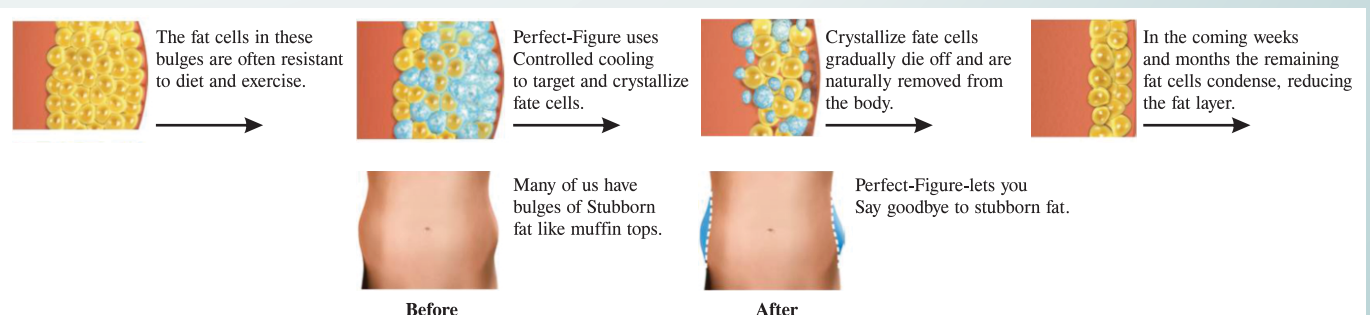 The fat cells in these
bulges are often resistant
to diet and exercise.
Perfect-Figure uses
Controlled cooling
to target and crystallize
fate cells.
Crystallize fate cells
gradually die off and are
naturally removed from
the body.
In the coming weeks
and months the remaining
fat cells condense, reducing
the fat layer.
Many of us have
bulges of Stubborn
fat like muffin tops.
Perfect-Figure-lets you
Say goodbye to stubborn fat.
Before
After